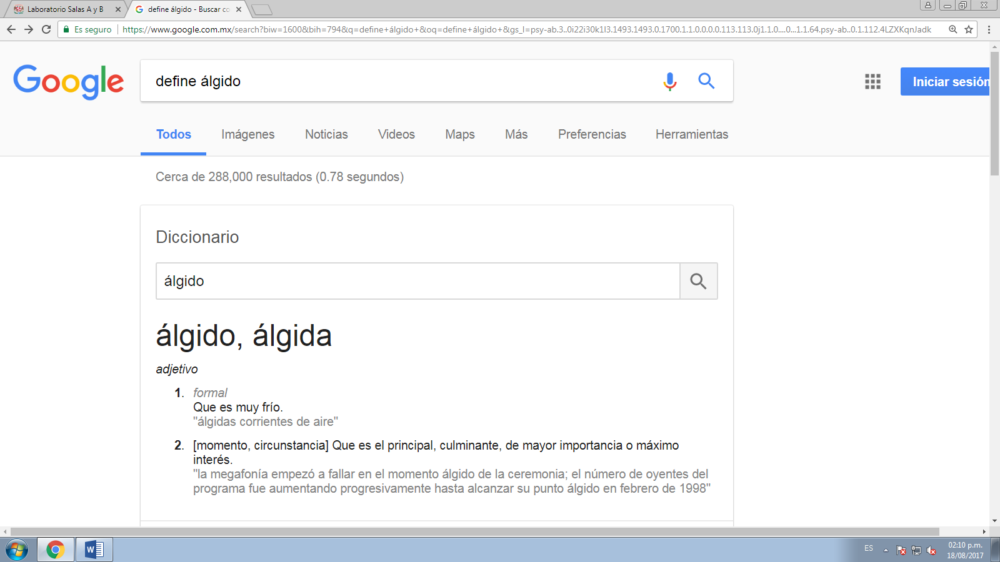 Laboratorio Salas A y B
define álgido - Buscar co
Es seguro
https://www.google.com.mx/search?biw=1600&bih=794&q=define+álgido+&oq=define+álgido+&gs_l=psy-ab.3..0i22i30k1l3.1493.1493.0.1700.1.1.0.0.0.0.113.113.0j1.1.0....0...1.1.64.psy-ab..0.1.112.4LZXKqnJadk
Google
define álgido
Iniciar sesión
Todos
Imágenes
Noticias
Videos
Maps
Más
Preferencias
Herramientas
Cerca de 288,000 resultados (0.78 segundos)
Diccionario
álgido
álgido, álgida
adjetivo
1. formal
Que es muy frío.
"álgidas corrientes de aire"
2. [momento, circunstancia] Que es el principal, culminante, de mayor importancia o máximo
interés.
"la megafonía empezó a fallar en el momento álgido de la ceremonia; el número de oyentes del
programa fue aumentando progresivamente hasta alcanzar su punto álgido en febrero de 1998"
W
ES
02:10 p.m.
18/08/2017